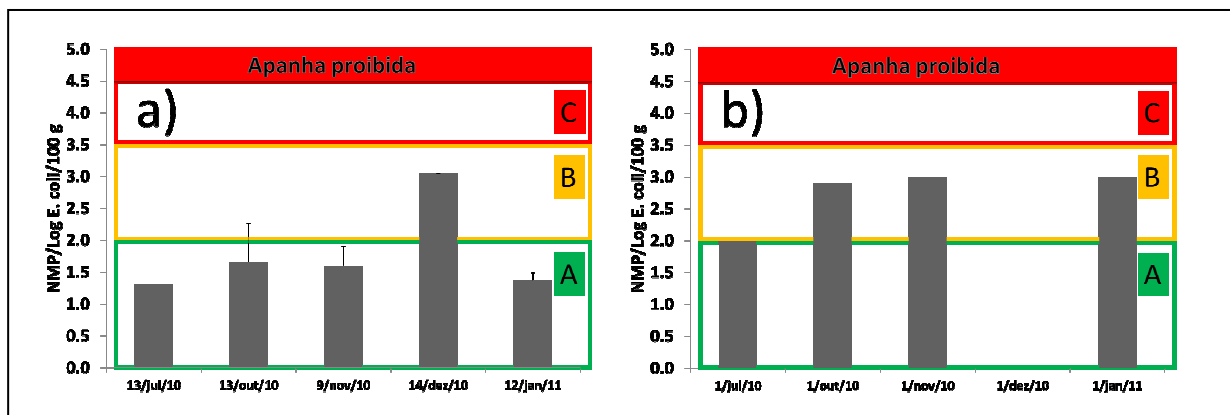 NMP/Log E. coli/100 g
5.0
4.5
4.0
3.5
3.0
2.5
2.0
1.5
1.0
0.5
0.0
Apanha proibida
a)
C
B
A
13/jul/10 13/out/10 9/nov/10 14/dez/10 12/jan/11
NMP/Log E. coli/100 g
5.0
4.5
4.0
3.5
3.0
2.5
2.0
1.5
1.0
0.5
0.0
Apanha proibida
b)
C
B
A
1/jul/10 1/out/10 1/nov/10 1/dez/10 1/jan/11